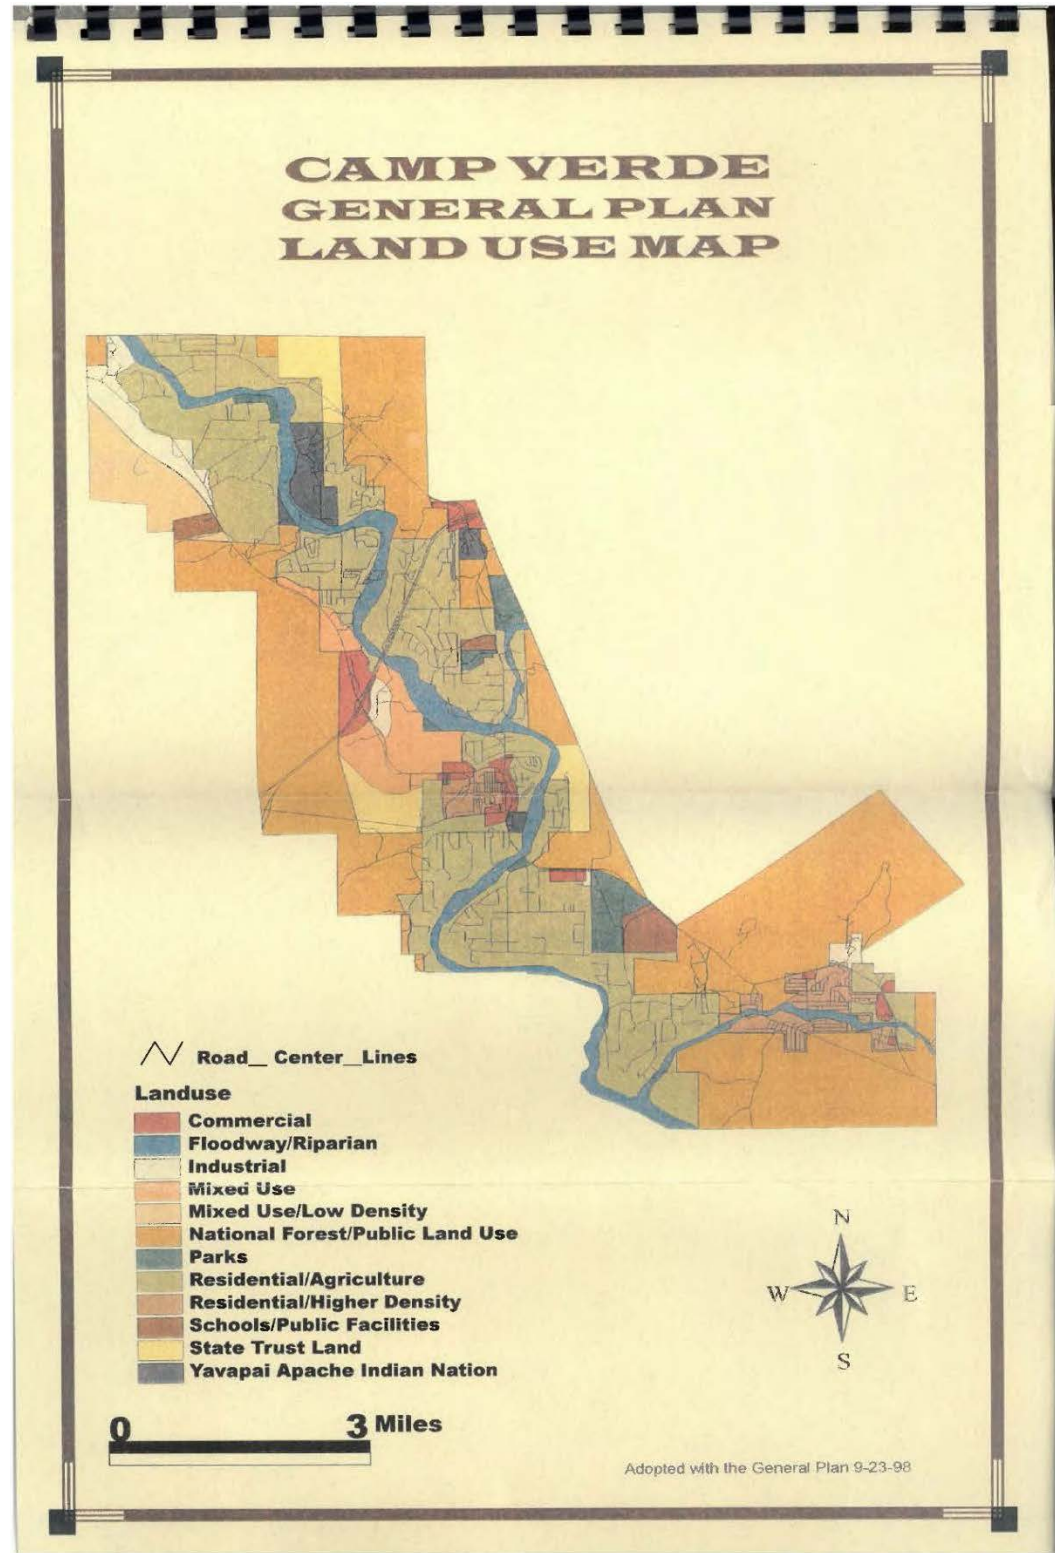 CAMP VERDE
GENERAL PLAN
LAND USE MAP
Road_ Center_Lines
Landuse
Commercial
Floodway/Riparian
Industrial
Mixed Use
Mixed Use/Low Density
National Forest/Public Land Use
Parks
Residential/Agriculture
Residential/Higher Density
Schools/Public Facilities
State Trust Land
Yavapai Apache Indian Nation
N
W E
S
0 3 Miles
Adopted with the General Plan 9-23-98